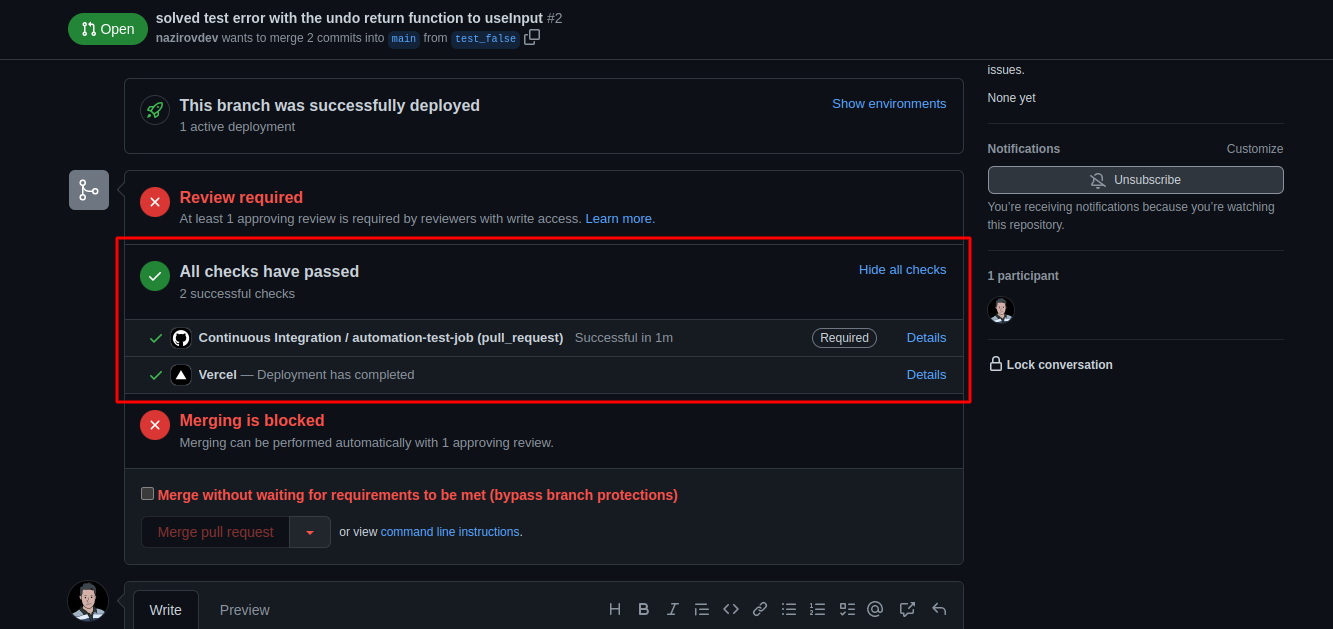 Open
solved test error with the undo return function to useInput #2
nazirovdev wants to merge 2 commits into main from test_false
issues.
None yet
This branch was successfully deployed
Show environments
1 active deployment
Notifications
Customize
Unsubscribe
You're receiving notifications because you're watching
this repository.
Review required
At least 1 approving review is required by reviewers with write access. Learn more.
All checks have passed
Hide all checks
2 successful checks
1 participant
Continuous Integration / automation-test-job (pull_request) Successful in 1m
Required
Details
Vercel — Deployment has completed
Details
Lock conversation
Merging is blocked
Merging can be performed automatically with 1 approving review.
Merge without waiting for requirements to be met (bypass branch protections)
Merge pull request
or view command line instructions.
Write
Preview